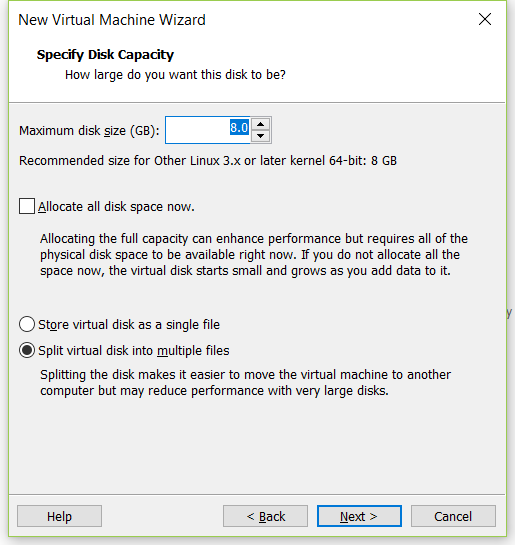 New Virtual Machine Wizard
Specify Disk Capacity
How large do you want this disk to be?
Maximum disk size (GB): 8.0
Recommended size for Other Linux 3.x or later kernel 64-bit: 8 GB
Allocate all disk space now.
Allocating the full capacity can enhance performance but requires all of the
physical disk space to be available right now. If you do not allocate all the
space now, the virtual disk starts small and grows as you add data to it.
Store virtual disk as a single file
Split virtual disk into multiple files
Splitting the disk makes it easier to move the virtual machine to another
computer but may reduce performance with very large disks.
Help < Back Next > Cancel
y